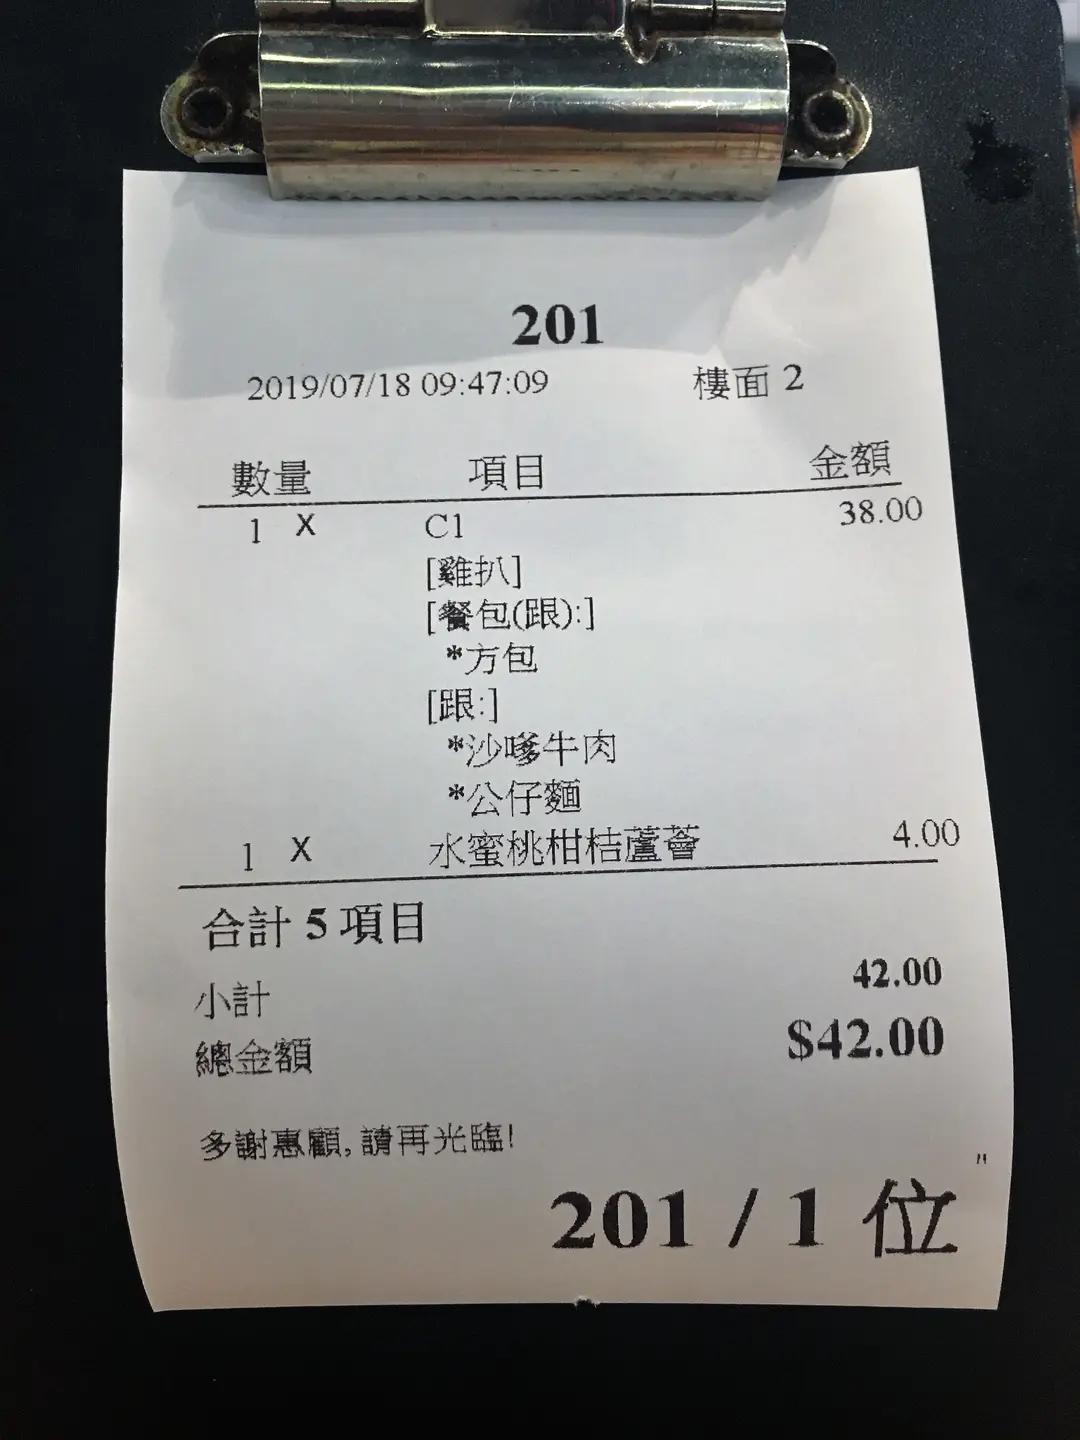 201
2019/07/18 09:47:09 樓面 2
數量 項目 金額
1 X C1 38.00
[雞扒]
[餐包(跟):]
*方包
[跟:]
*沙嗲牛肉
*公仔麵
1 X 水蜜桃柑桔蘆薈 4.00
合計 5 項目
小計 42.00
總金額 $42.00
多謝惠顧, 請再光臨!
"
201 / 1 位